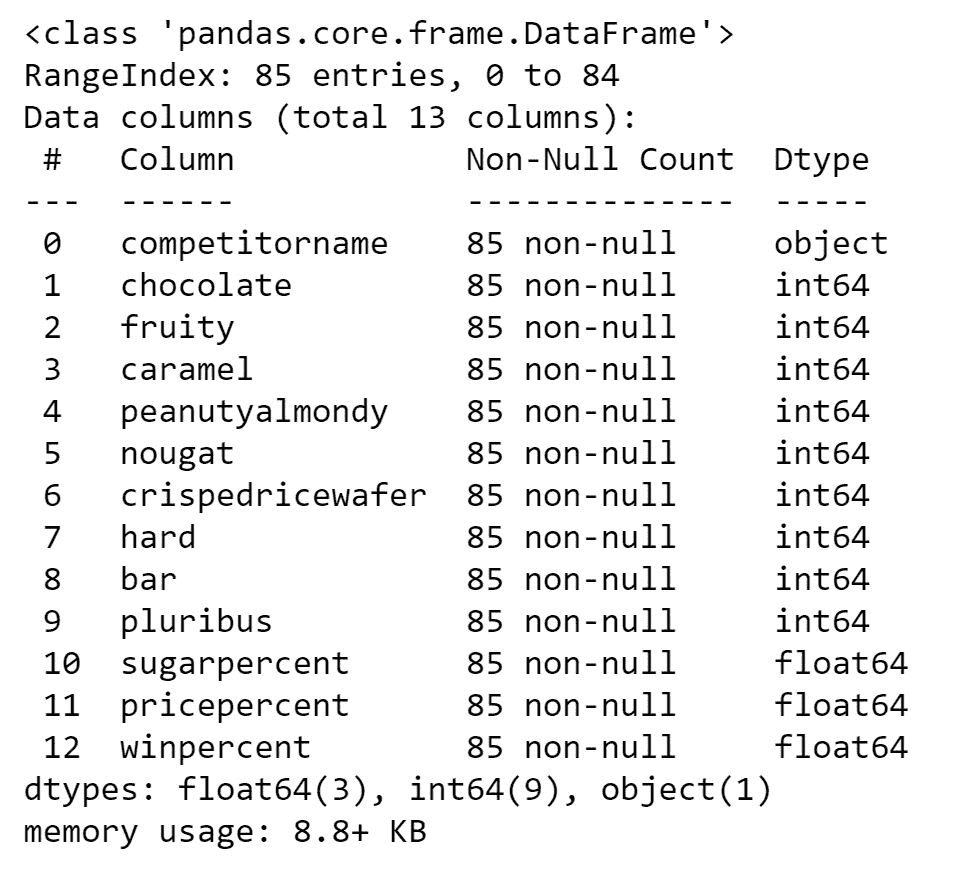 <class 'pandas.core.frame.DataFrame'>
RangeIndex: 85 entries, 0 to 84
Data columns (total 13 columns):
 #   Column            Non-Null Count  Dtype
---  ------            --------------  -----
 0   competitorname    85 non-null     object
 1   chocolate         85 non-null     int64
 2   fruity            85 non-null     int64
 3   caramel           85 non-null     int64
 4   peanutyalmondy    85 non-null     int64
 5   nougat            85 non-null     int64
 6   crispedricewafer  85 non-null     int64
 7   hard              85 non-null     int64
 8   bar               85 non-null     int64
 9   pluribus          85 non-null     int64
 10  sugarpercent      85 non-null     float64
 11  pricepercent      85 non-null     float64
 12  winpercent        85 non-null     float64
dtypes: float64(3), int64(9), object(1)
memory usage: 8.8+ KB